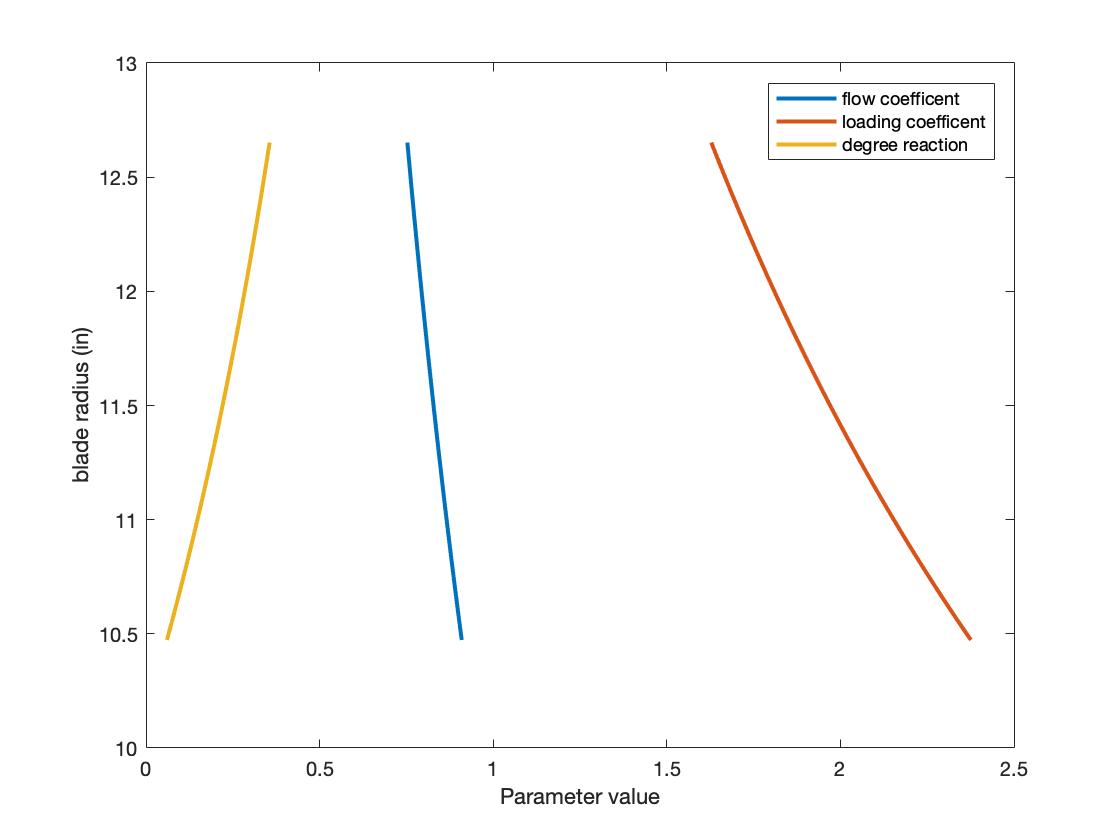 13
12.5
12
11.5
11
10.5
10
blade radius (in)
flow coefficent
loading coefficent
degree reaction
0
0.5
1
1.5
2
2.5
Parameter value